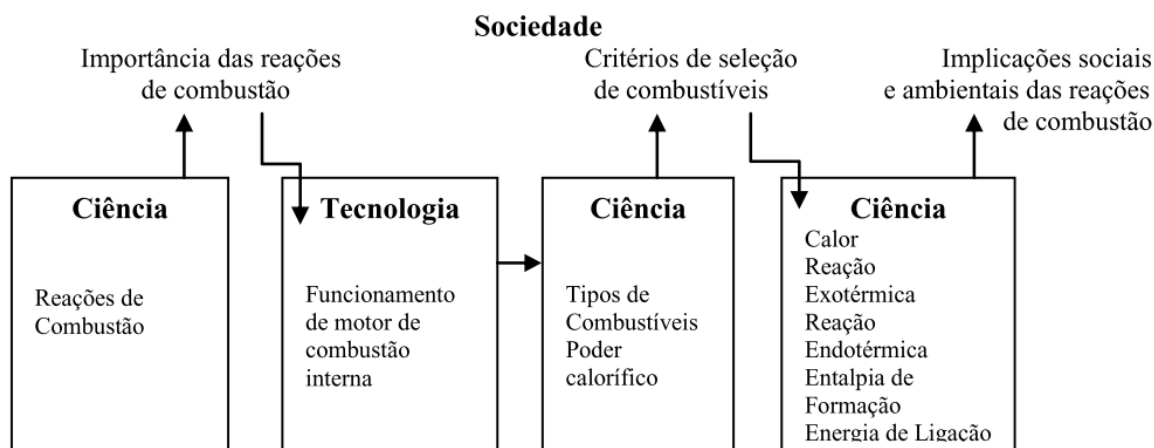 Sociedade
Importância das reações
de combustão
Critérios de seleção
de combustíveis
Implicações sociais
e ambientais das reações
de combustão
Ciência
Reações de
Combustão
Tecnologia
Funcionamento
de motor de
combustão
interna
Ciência
Tipos de
Combustíveis
Poder
calorífico
Ciência
Calor
Reação
Exotérmica
Reação
Endotérmica
Entalpia de
Formação
Energia de Ligação